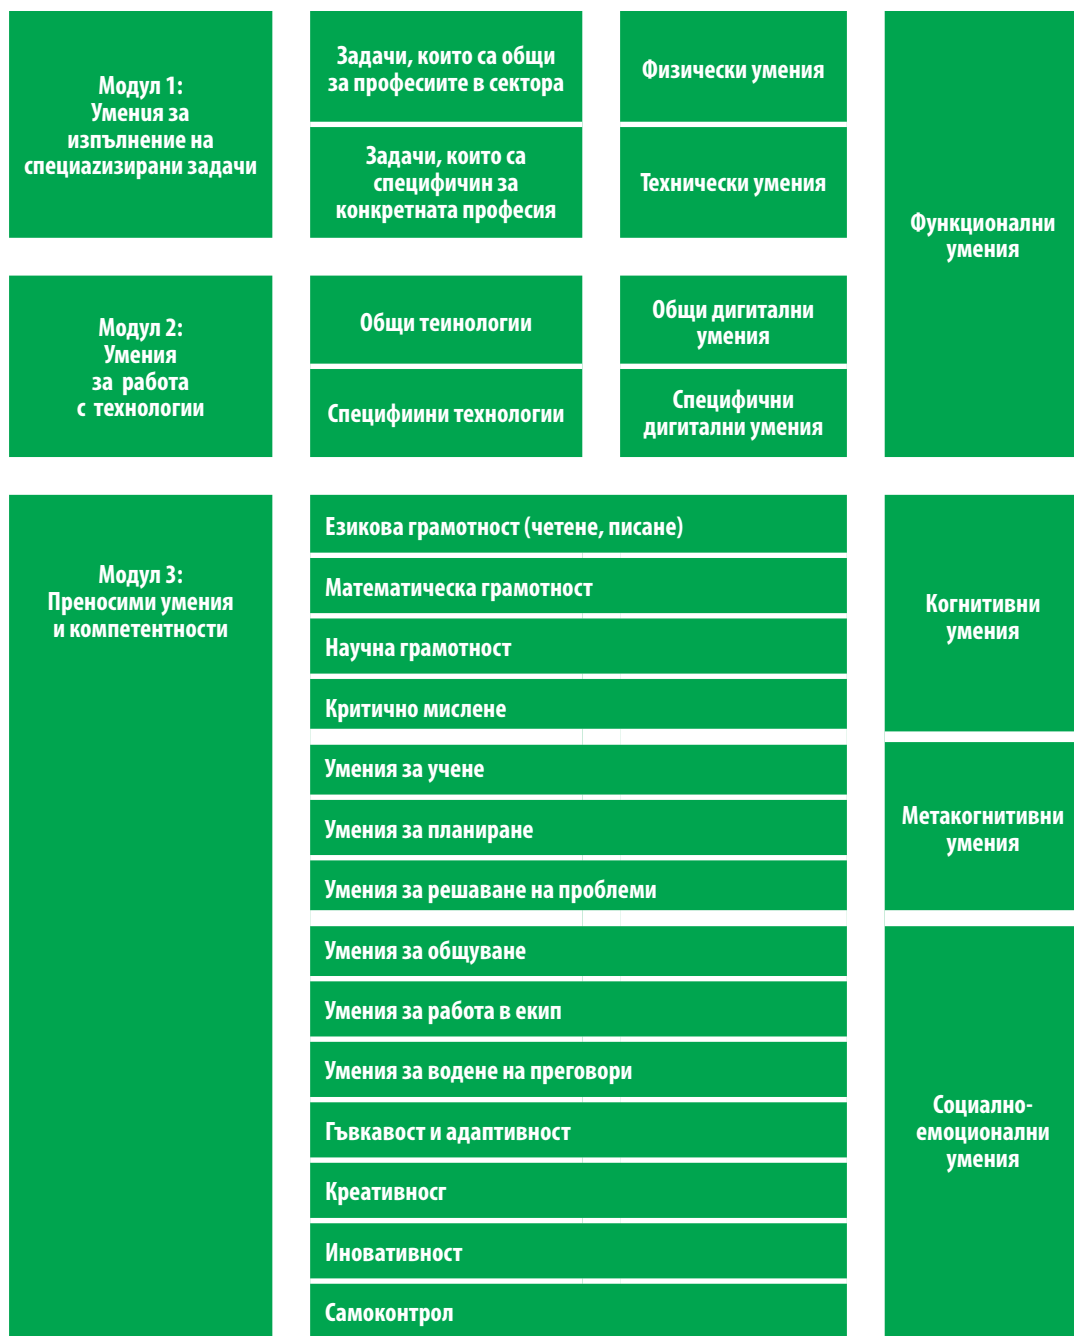 Модул 1:
Умения за
изпълнение на
специаzизирани задачи
Задачи, които са общи
за професиите в сектора
Задачи, които са
специфичин за
конкретната професия
Физически умения
Технически умения
Функционални
умения
Модул 2:
Умения
за работа
с технологии
Общи теинологии
Специфиини технологии
Общи дигитални
умения
Специфични
дигитални умения
Модул 3:
Преносими умения
и компетентности
Езикова грамотност (четене, писане)
Математическа грамотност
Научна грамотност
Критично мислене
Умения за учене
Умения за планиране
Умения за решаване на проблеми
Умения за общуване
Умения за работа в екип
Умения за водене на преговори
Гъвкавост и адаптивност
Креативносг
Иновативност
Самоконтрол
Когнитивни
умения
Метакогнитивни
умения
Социално-
емоционални
умения